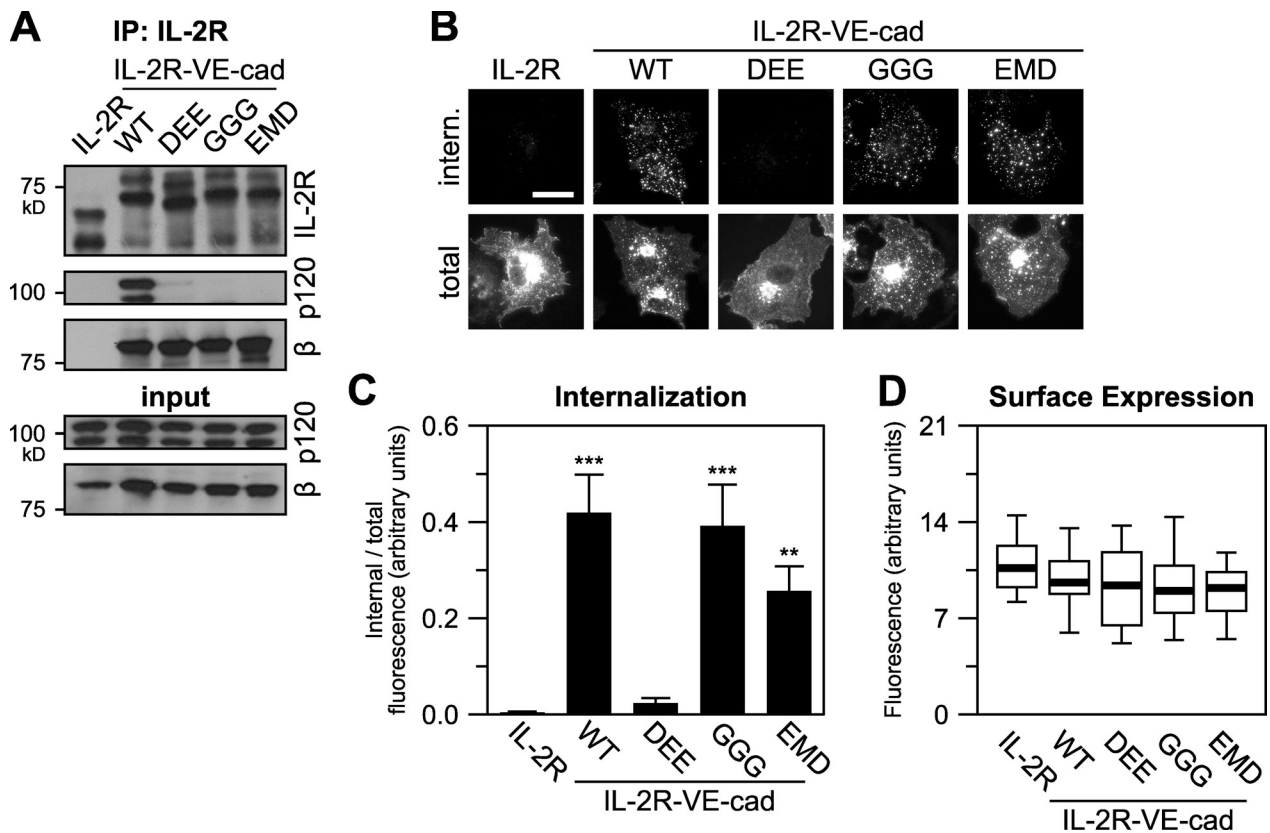 A
IP: IL-2R
IL-2R-VE-cad
IL-2R
WT
DEE
GGG
EMD
75
kD
IL-2R
100
p120
75
β
input
100
kD
p120
75
β
B
IL-2R-VE-cad
IL-2R WT DEE GGG EMD
intern.
total
C
Internalization
Internal / total
fluorescence (arbitrary units)
0.6
0.4
0.2
0.0
***
***
**
IL-2R
WT
DEE
GGG
EMD
IL-2R-VE-cad
D
Surface Expression
Fluorescence (arbitrary units)
21
14
7
0
IL-2R
WT
DEE
GGG
EMD
IL-2R-VE-cad